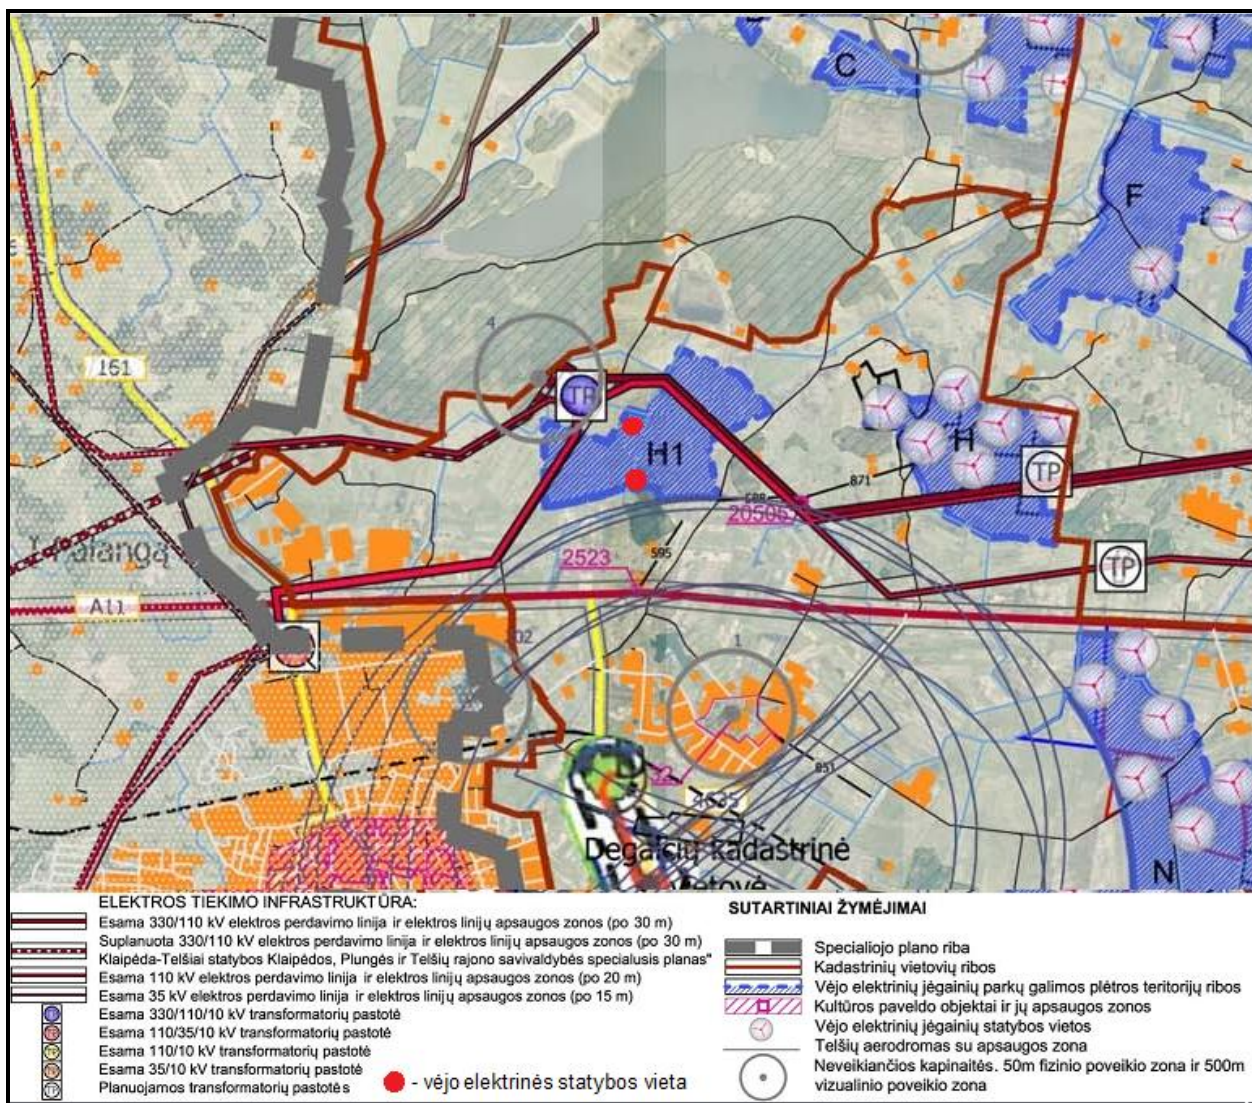 C
F
161
4
TR
H1
H
TP
871
20505
595
2523
TP
Į Palangą
A11
1
851
4635
Degaičių kadastrinė
vietovė
N
ELEKTROS TIEKIMO INFRASTRUKTŪRA:
Esama 330/110 kV elektros perdavimo linija ir elektros linijų apsaugos zonos (po 30 m)
Suplanuota 330/110 kV elektros perdavimo linija ir elektros linijų apsaugos zonos (po 30 m)
Klaipėda-Telšiai statybos Klaipėdos, Plungės ir Telšių rajono savivaldybės specialusis planas"
Esama 110 kV elektros perdavimo linija ir elektros linijų apsaugos zonos (po 20 m)
Esama 35 kV elektros perdavimo linija ir elektros linijų apsaugos zonos (po 15 m)
Esama 330/110/10 kV transformatorių pastotė
Esama 110/35/10 kV transformatorių pastotė
Esama 110/10 kV transformatorių pastotė
Esama 35/10 kV transformatorių pastotė
Planuojamos transformatorių pastotės
- vėjo elektrinės statybos vieta
SUTARTINIAI ŽYMĖJIMAI
Specialiojo plano riba
Kadastrinių vietovių ribos
Vėjo elektrinių jėgainių parkų galimos plėtros teritorijų ribos
Kultūros paveldo objektai ir jų apsaugos zonos
Vėjo elektrinių jėgainių statybos vietos
Telšių aerodromas su apsaugos zona
Neveikiančios kapinaitės. 50m fizinio poveikio zona ir 500m
vizualinio poveikio zona